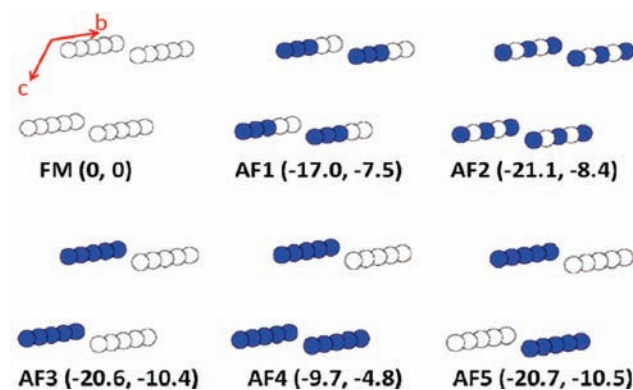 b
c
FM (0, 0)
AF1 (-17.0, -7.5)
AF2 (-21.1, -8.4)
AF3 (-20.6, -10.4)
AF4 (-9.7, -4.8)
AF5 (-20.7, -10.5)